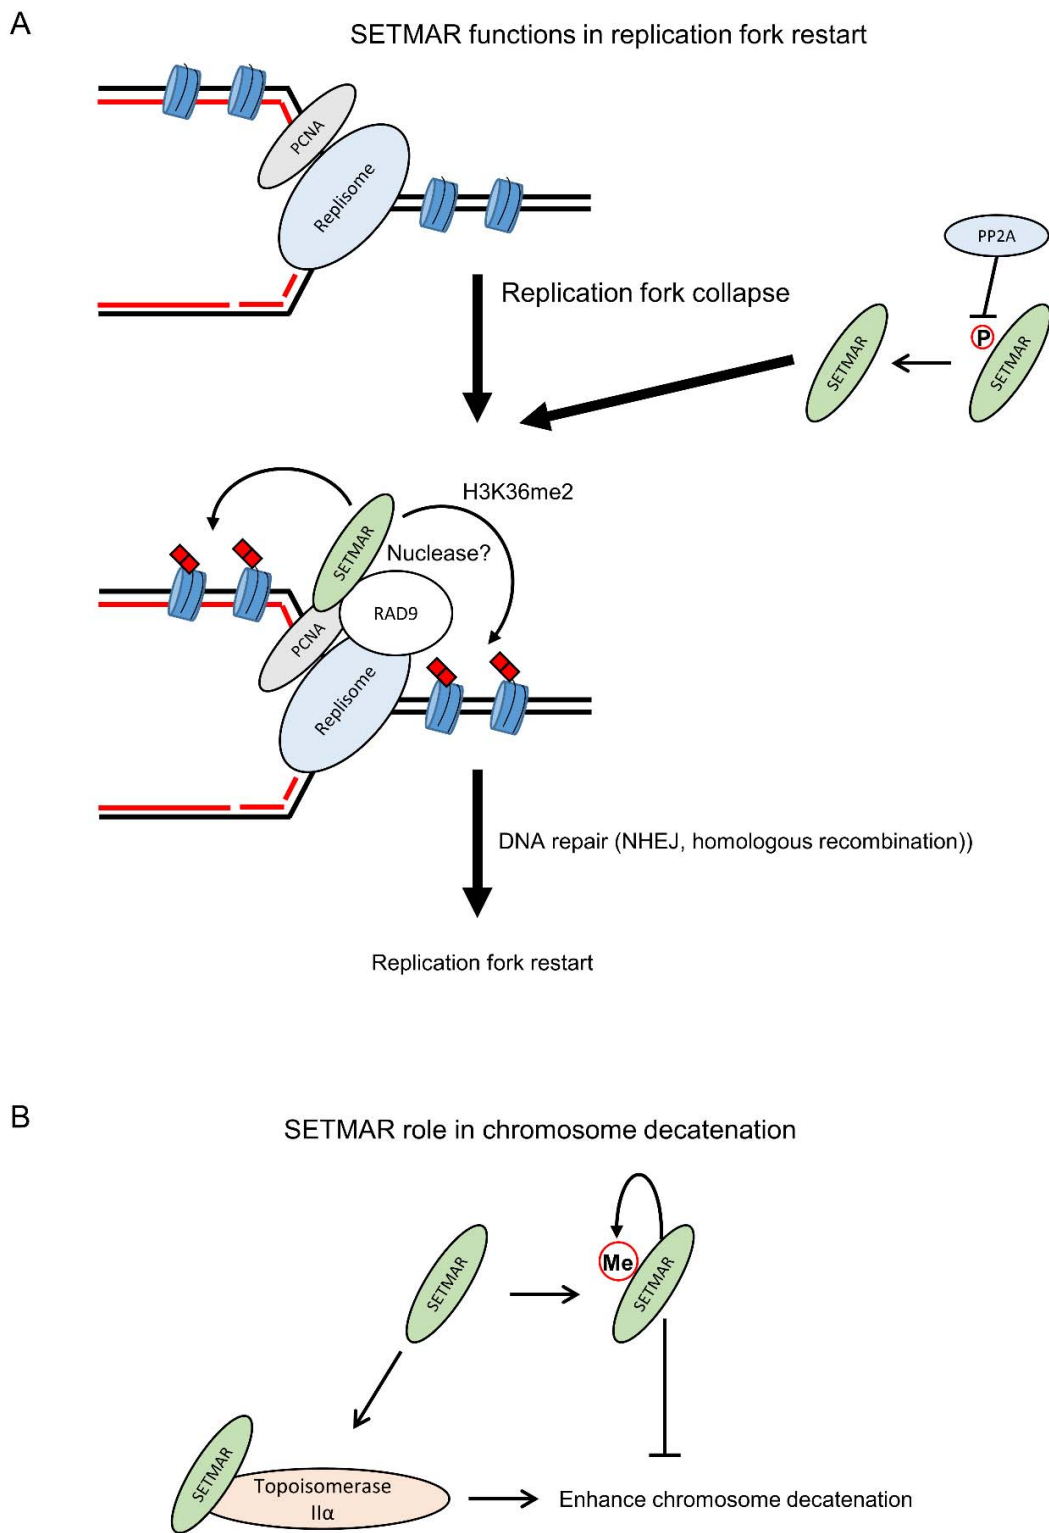 A
SETMAR functions in replication fork restart
PCNA
Replisome
PP2A
Replication fork collapse
P
SETMAR
SETMAR
H3K36me2
SETMAR
Nuclease?
RAD9
PCNA
Replisome
DNA repair (NHEJ, homologous recombination))
Replication fork restart
B
SETMAR role in chromosome decatenation
Me
SETMAR
SETMAR
SETMAR
Topoisomerase
IIα
Enhance chromosome decatenation